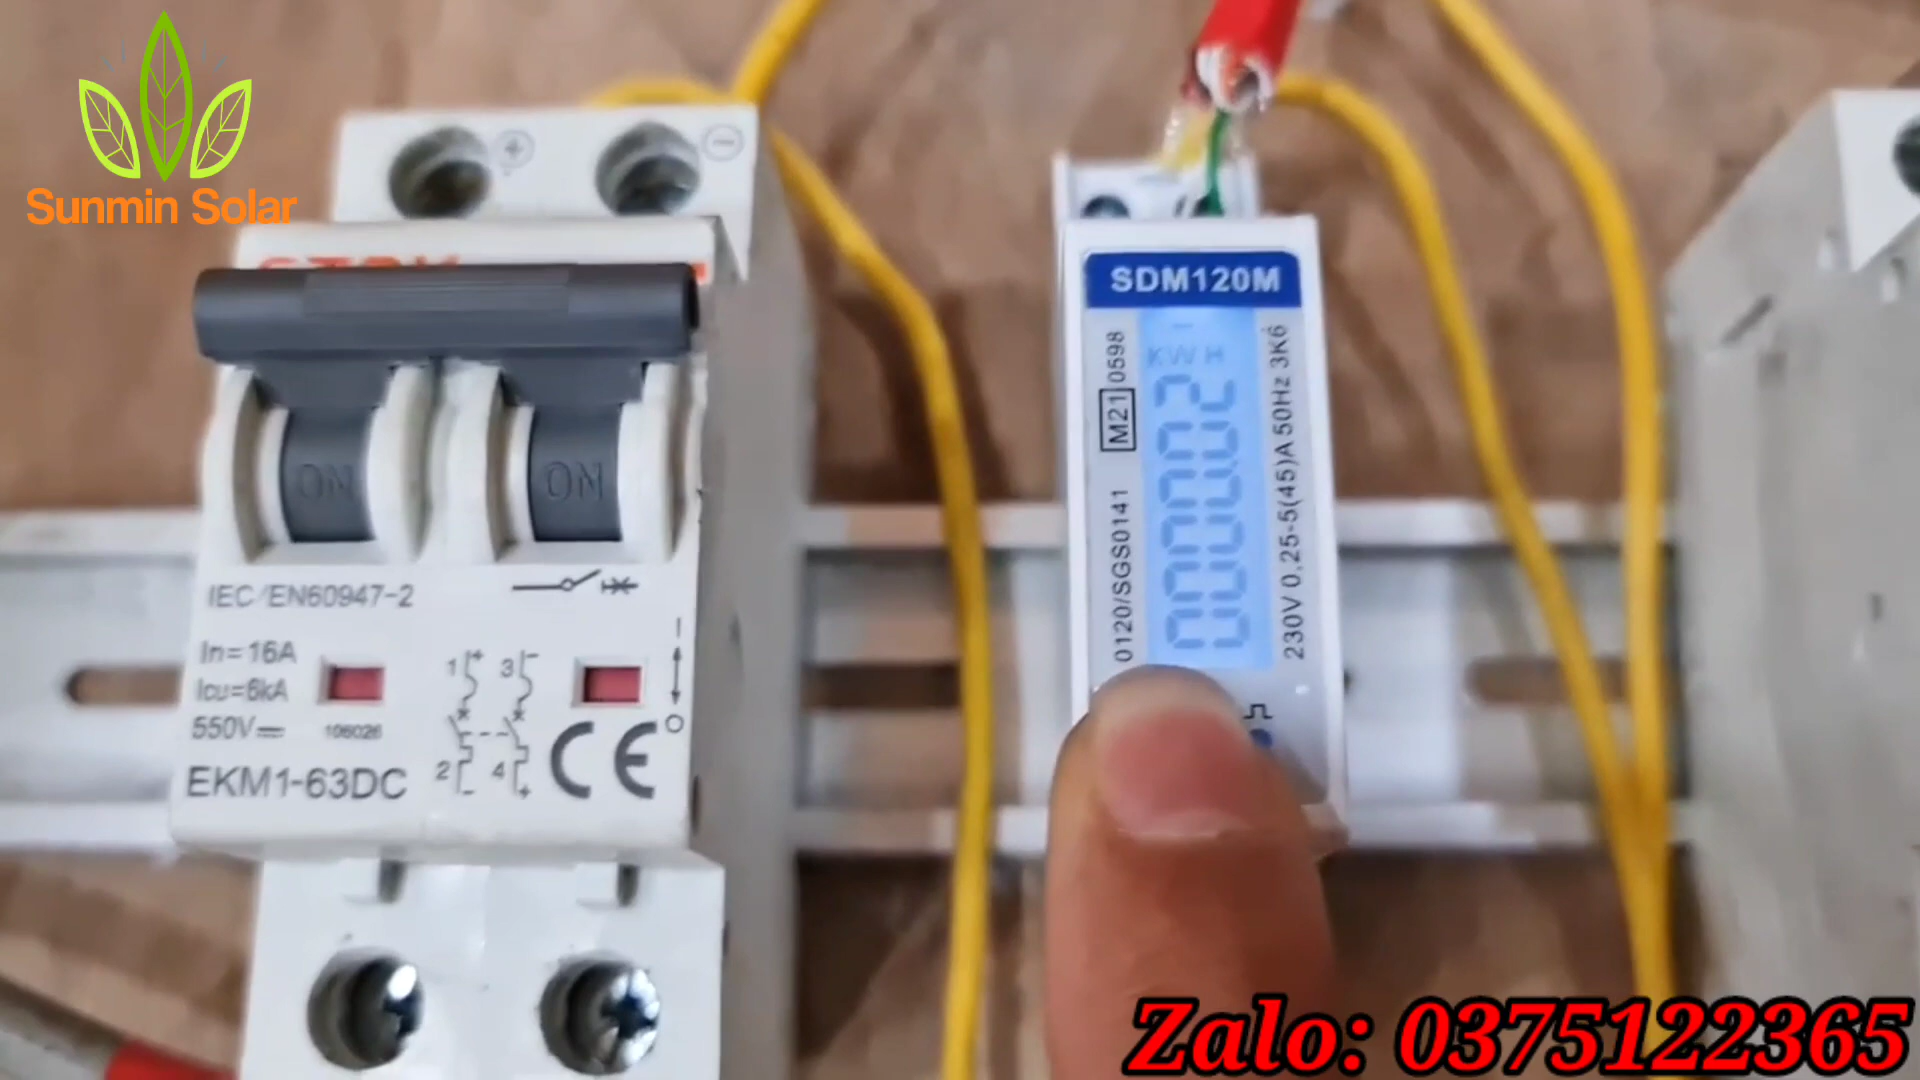 Sunmin Solar
+ −
ON ON
IEC/EN60947-2
In=16A
Icu=6kA
550V
106026
1 + 3 −
2 − 4 +
I
O
CE
EKM1-63DC
SDM120M
M21 0598
0120/SGS0141
KWH
230V 0,25-5(45)A 50Hz 3K6
Zalo: 0375122365